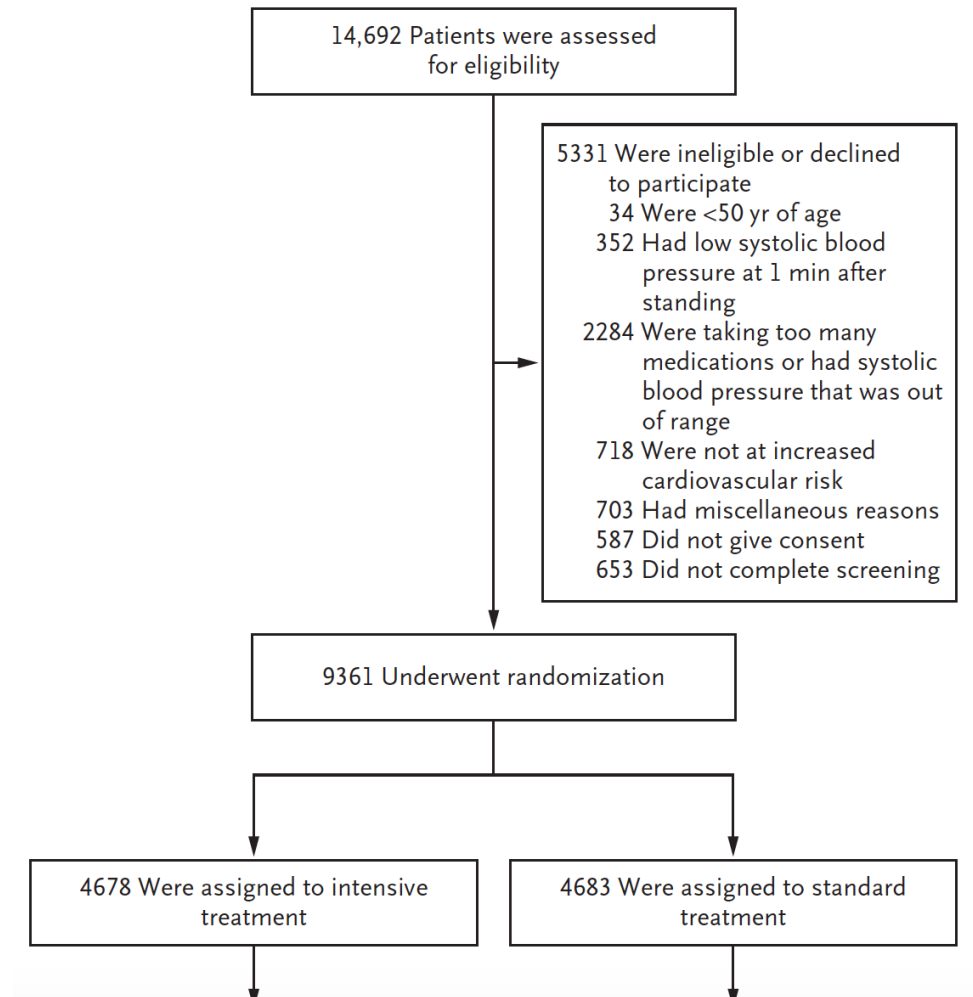 14,692 Patients were assessed
for eligibility
5331 Were ineligible or declined
to participate
34 Were <50 yr of age
352 Had low systolic blood
pressure at 1 min after
standing
2284 Were taking too many
medications or had systolic
blood pressure that was out
of range
718 Were not at increased
cardiovascular risk
703 Had miscellaneous reasons
587 Did not give consent
653 Did not complete screening
9361 Underwent randomization
4678 Were assigned to intensive
treatment
4683 Were assigned to standard
treatment